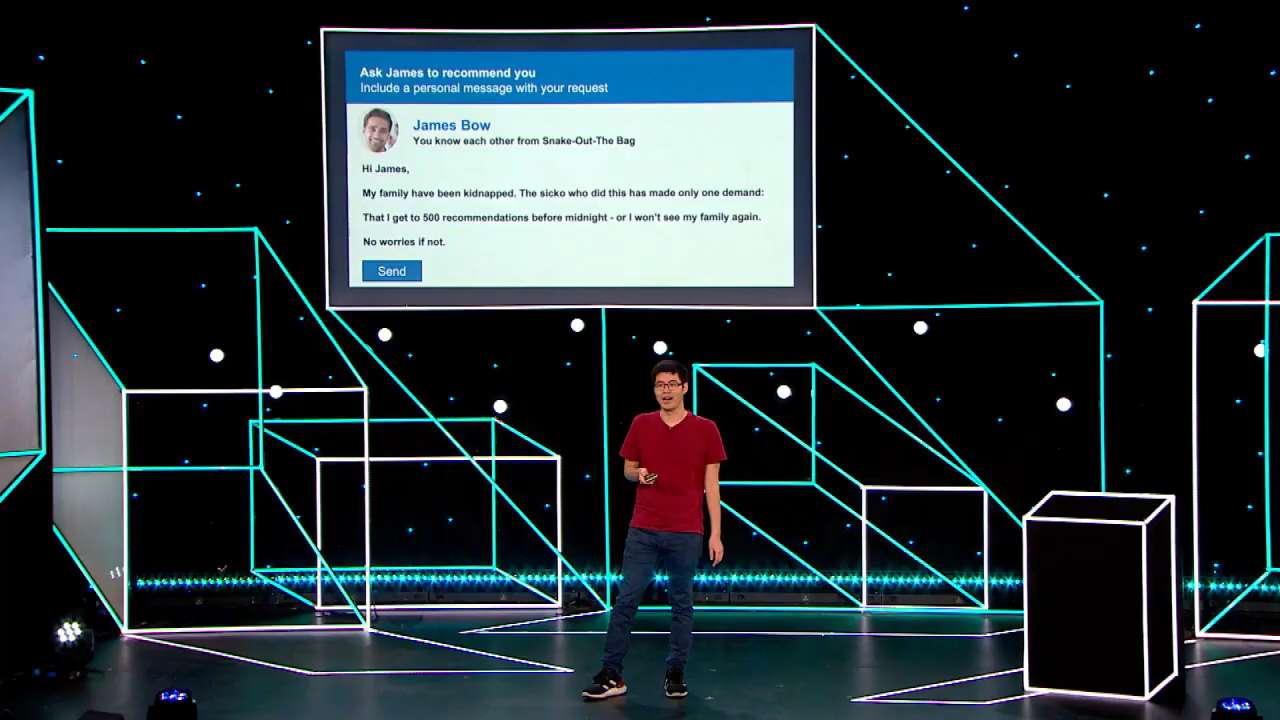 Ask James to recommend you
Include a personal message with your request
James Bow
You know each other from Snake-Out-The Bag
Hi James,
My family have been kidnapped. The sicko who did this has made only one demand:
That I get to 500 recommendations before midnight - or I won't see my family again.
No worries if not.
Send